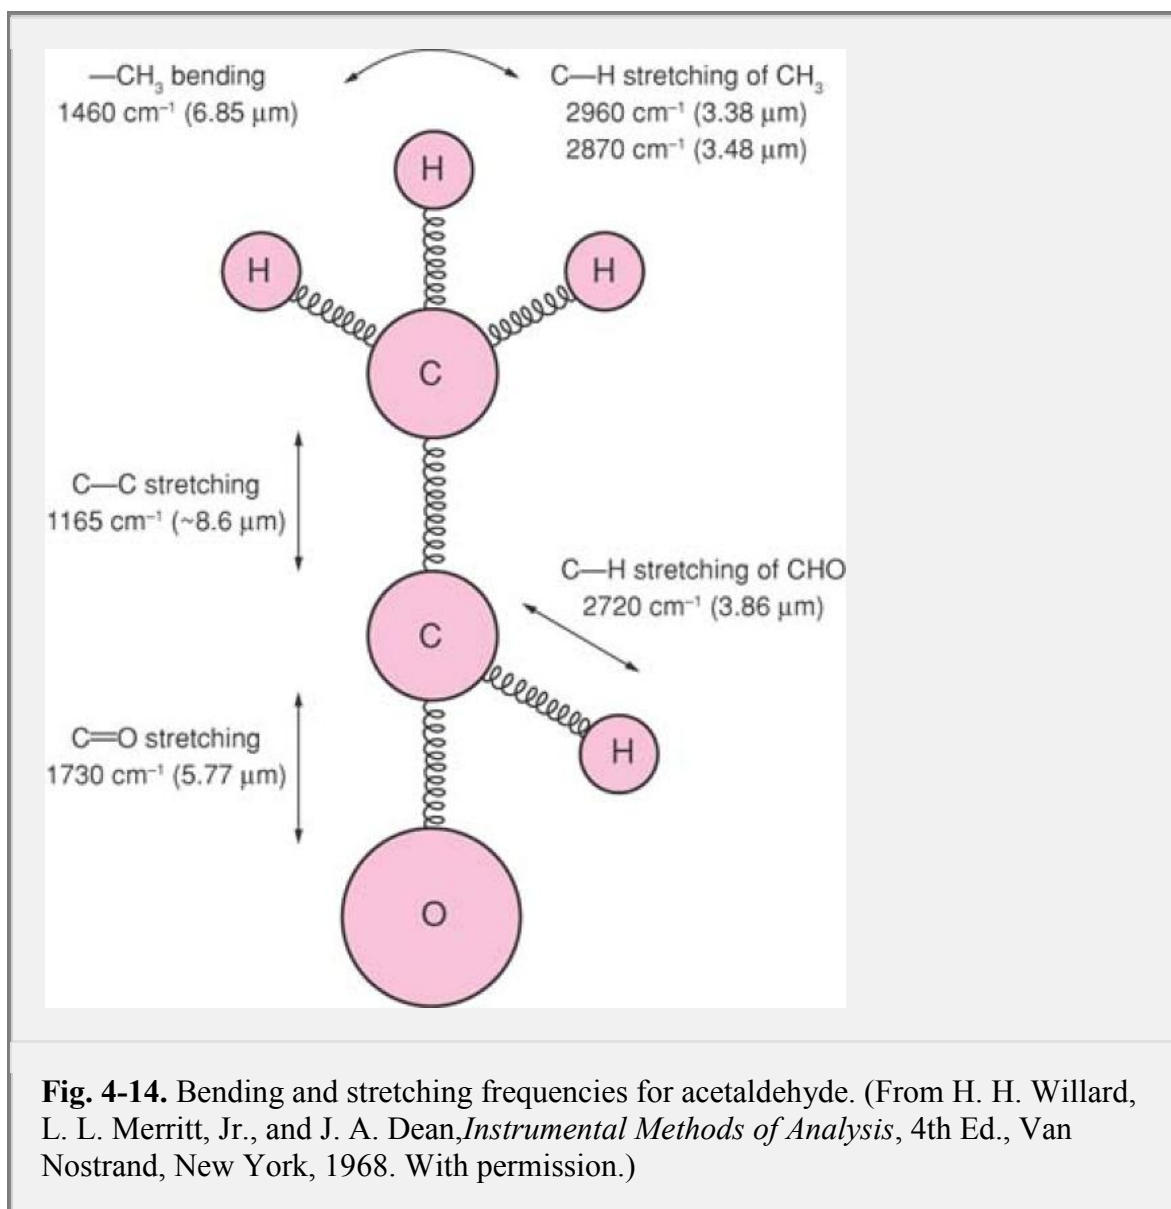 —CH₃ bending
1460 cm⁻¹ (6.85 μm)
C—H stretching of CH₃
2960 cm⁻¹ (3.38 μm)
2870 cm⁻¹ (3.48 μm)
H
H
H
C
C—C stretching
1165 cm⁻¹ (~8.6 μm)
C—H stretching of CHO
2720 cm⁻¹ (3.86 μm)
C
C=O stretching
1730 cm⁻¹ (5.77 μm)
H
O
Fig. 4-14. Bending and stretching frequencies for acetaldehyde. (From H. H. Willard,
L. L. Merritt, Jr., and J. A. Dean,Instrumental Methods of Analysis, 4th Ed., Van
Nostrand, New York, 1968. With permission.)